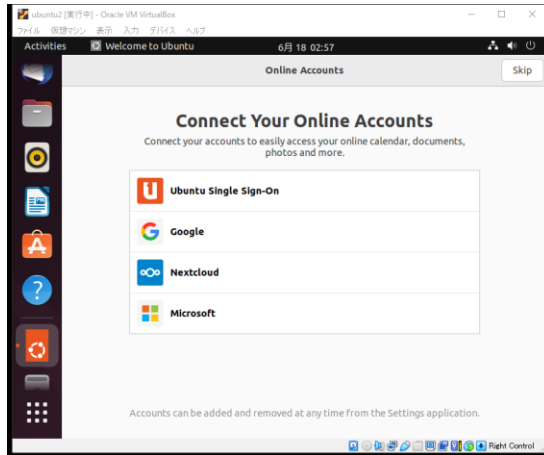 ubuntu2 [実行中] - Oracle VM VirtualBox
ファイル 仮想マシン 表示 入力 デバイス ヘルプ
Activities Welcome to Ubuntu 6月 18 02:57
Online Accounts Skip
Connect Your Online Accounts
Connect your accounts to easily access your online calendar, documents,
photos and more.
Ubuntu Single Sign-On
Google
Nextcloud
Microsoft
Accounts can be added and removed at any time from the Settings application.
Right Control